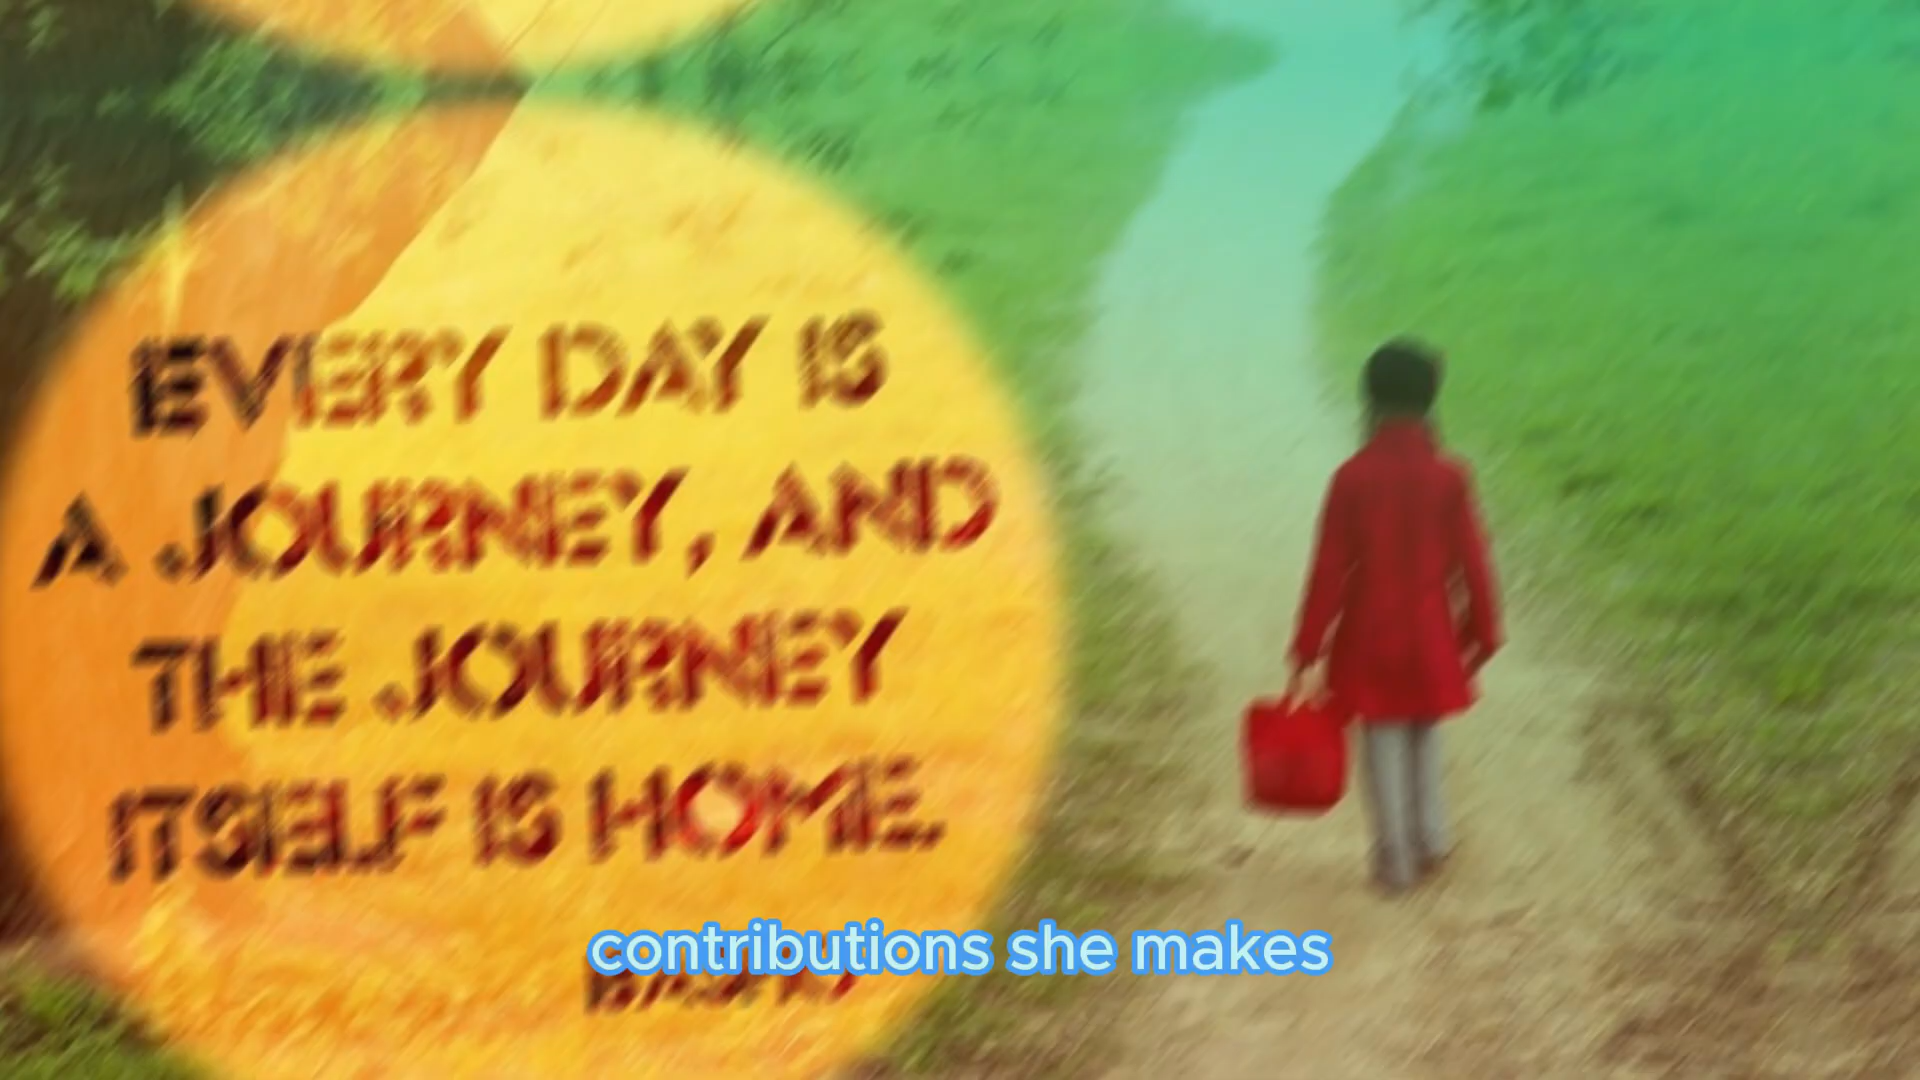 EVERY DAY IS
A JOURNEY, AND
THE JOURNEY
ITSELF IS HOME.
contributions she makes